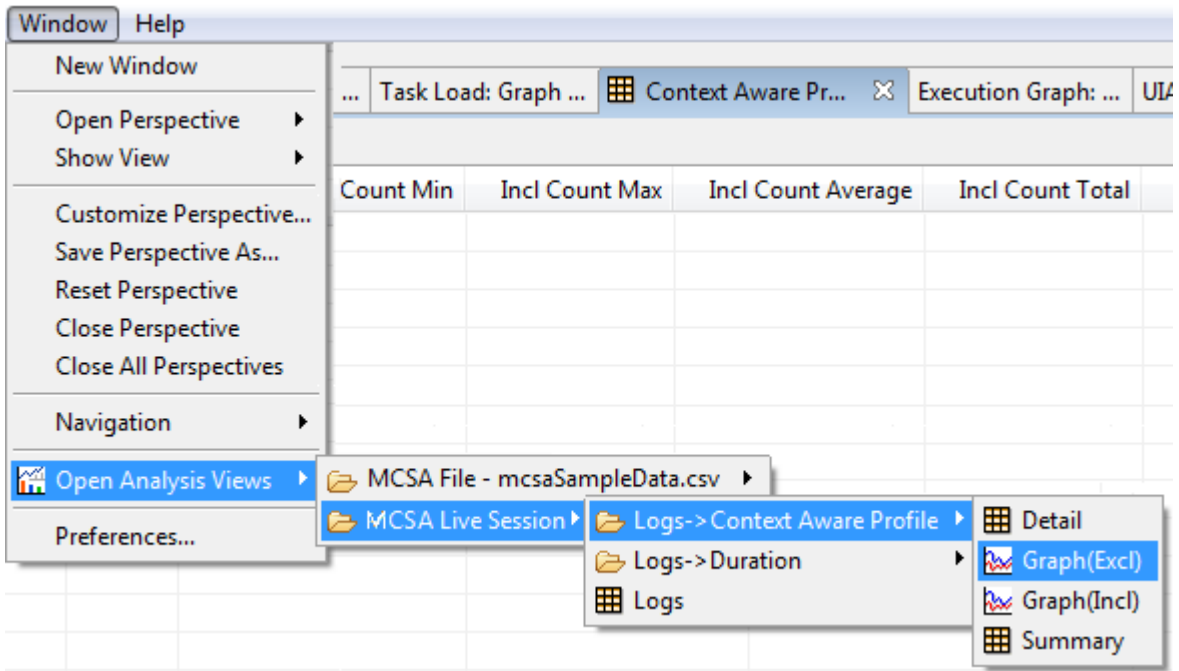 Window Help
New Window
Open Perspective
Show View
Customize Perspective...
Save Perspective As...
Reset Perspective
Close Perspective
Close All Perspectives
Navigation
Open Analysis Views
Preferences...
... Task Load: Graph ... Context Aware Pr... Execution Graph: ... UIA
Count Min Incl Count Max Incl Count Average Incl Count Total
MCSA File - mcsaSampleData.csv
MCSA Live Session
Logs->Context Aware Profile
Logs->Duration
Logs
Detail
Graph(Excl)
Graph(Incl)
Summary